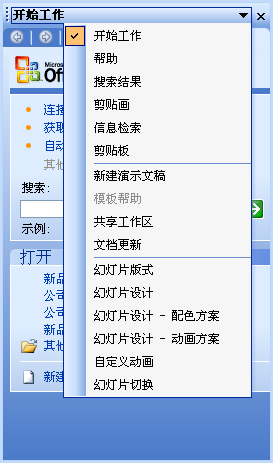 开始工作
开始工作
帮助
搜索结果
剪贴画
信息检索
剪贴板
新建演示文稿
模板帮助
共享工作区
文档更新
幻灯片版式
幻灯片设计
幻灯片设计 - 配色方案
幻灯片设计 - 动画方案
自定义动画
幻灯片切换
Micros
Off
连接
获取
自动
其他
搜索:
示例:
打开
新品
公司
公司
新品
其他
新建